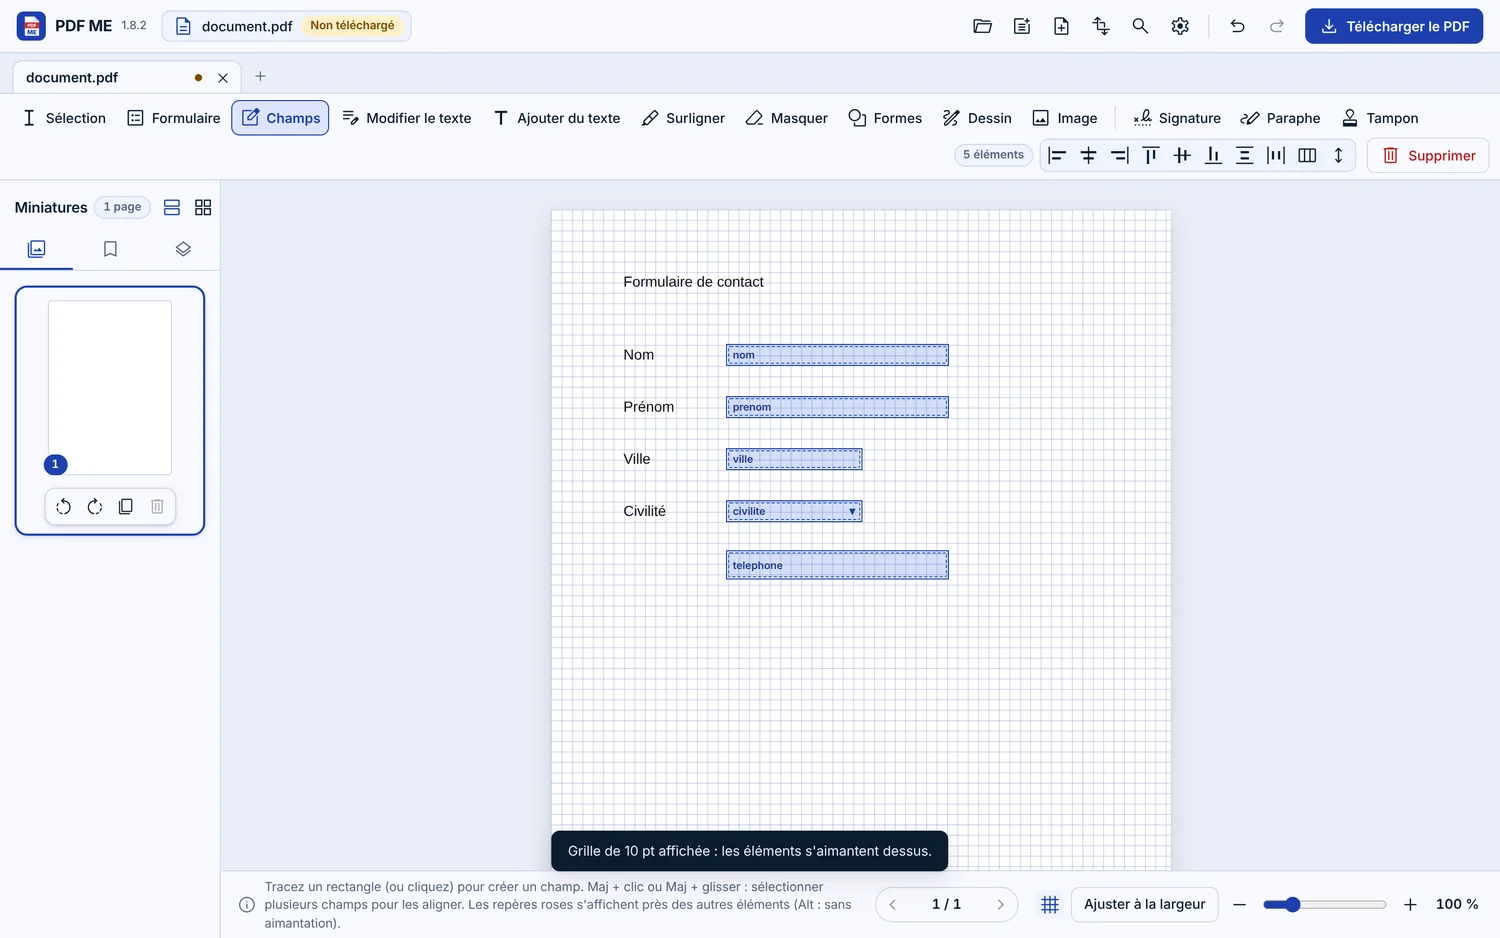 PDF ME 1.8.2 document.pdf Non téléchargé Télécharger le PDF
document.pdf
Sélection Formulaire Champs Modifier le texte Ajouter du texte Surligner Masquer Formes Dessin Image Signature Paraphe Tampon
5 éléments Supprimer
Miniatures 1 page
1
Formulaire de contact
Nom nom
Prénom prenom
Ville ville
Civilité civilite
telephone
Grille de 10 pt affichée : les éléments s'aimantent dessus.
Tracez un rectangle (ou cliquez) pour créer un champ. Maj + clic ou Maj + glisser : sélectionner
plusieurs champs pour les aligner. Les repères roses s'affichent près des autres éléments (Alt : sans
aimantation).
1 / 1 Ajuster à la largeur 100 %